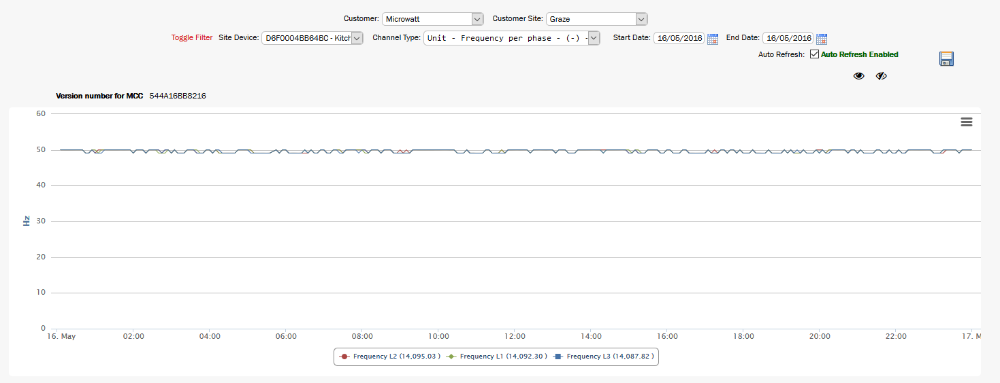 Customer: Microwatt Customer Site: Graze
Toggle Filter Site Device: D6F0004BB64BC - Kitch Channel Type: Unit - Frequency per phase - (-) - Start Date: 16/05/2016 End Date: 16/05/2016
Auto Refresh: Auto Refresh Enabled
Version number for MCC 544A16BB8216
60
50
40
30
20
10
0
Hz
16. May 02:00 04:00 06:00 08:00 10:00 12:00 14:00 16:00 18:00 20:00 22:00 17. M
Frequency L2 (14,095.03 ) Frequency L1 (14,092.30 ) Frequency L3 (14,087.82 )